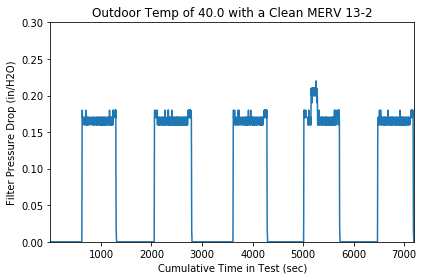 Outdoor Temp of 40.0 with a Clean MERV 13-2
0.30
0.25
0.20
0.15
0.10
0.05
0.00
Filter Pressure Drop (in/H2O)
1000 2000 3000 4000 5000 6000 7000
Cumulative Time in Test (sec)